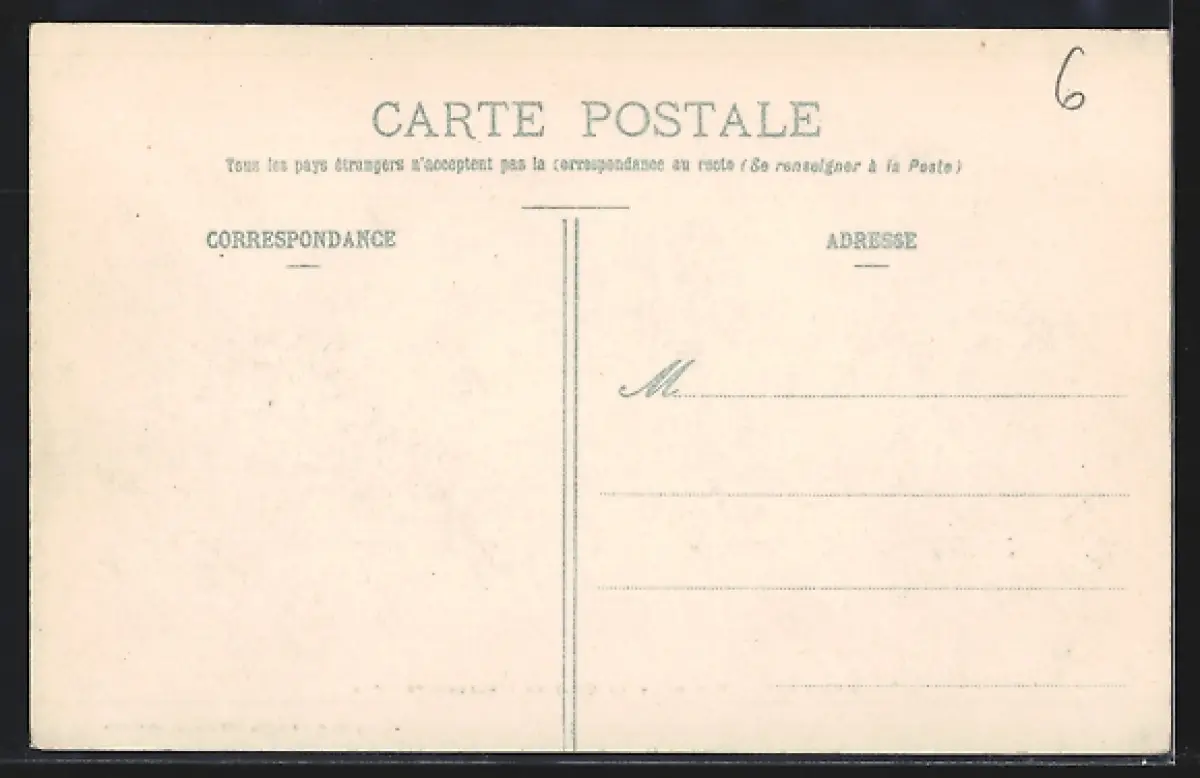 6
CARTE POSTALE
Tous les pays étrangers n'acceptent pas la correspondance au recto (Se renseigner à la Poste)
CORRESPONDANCE
ADRESSE
M